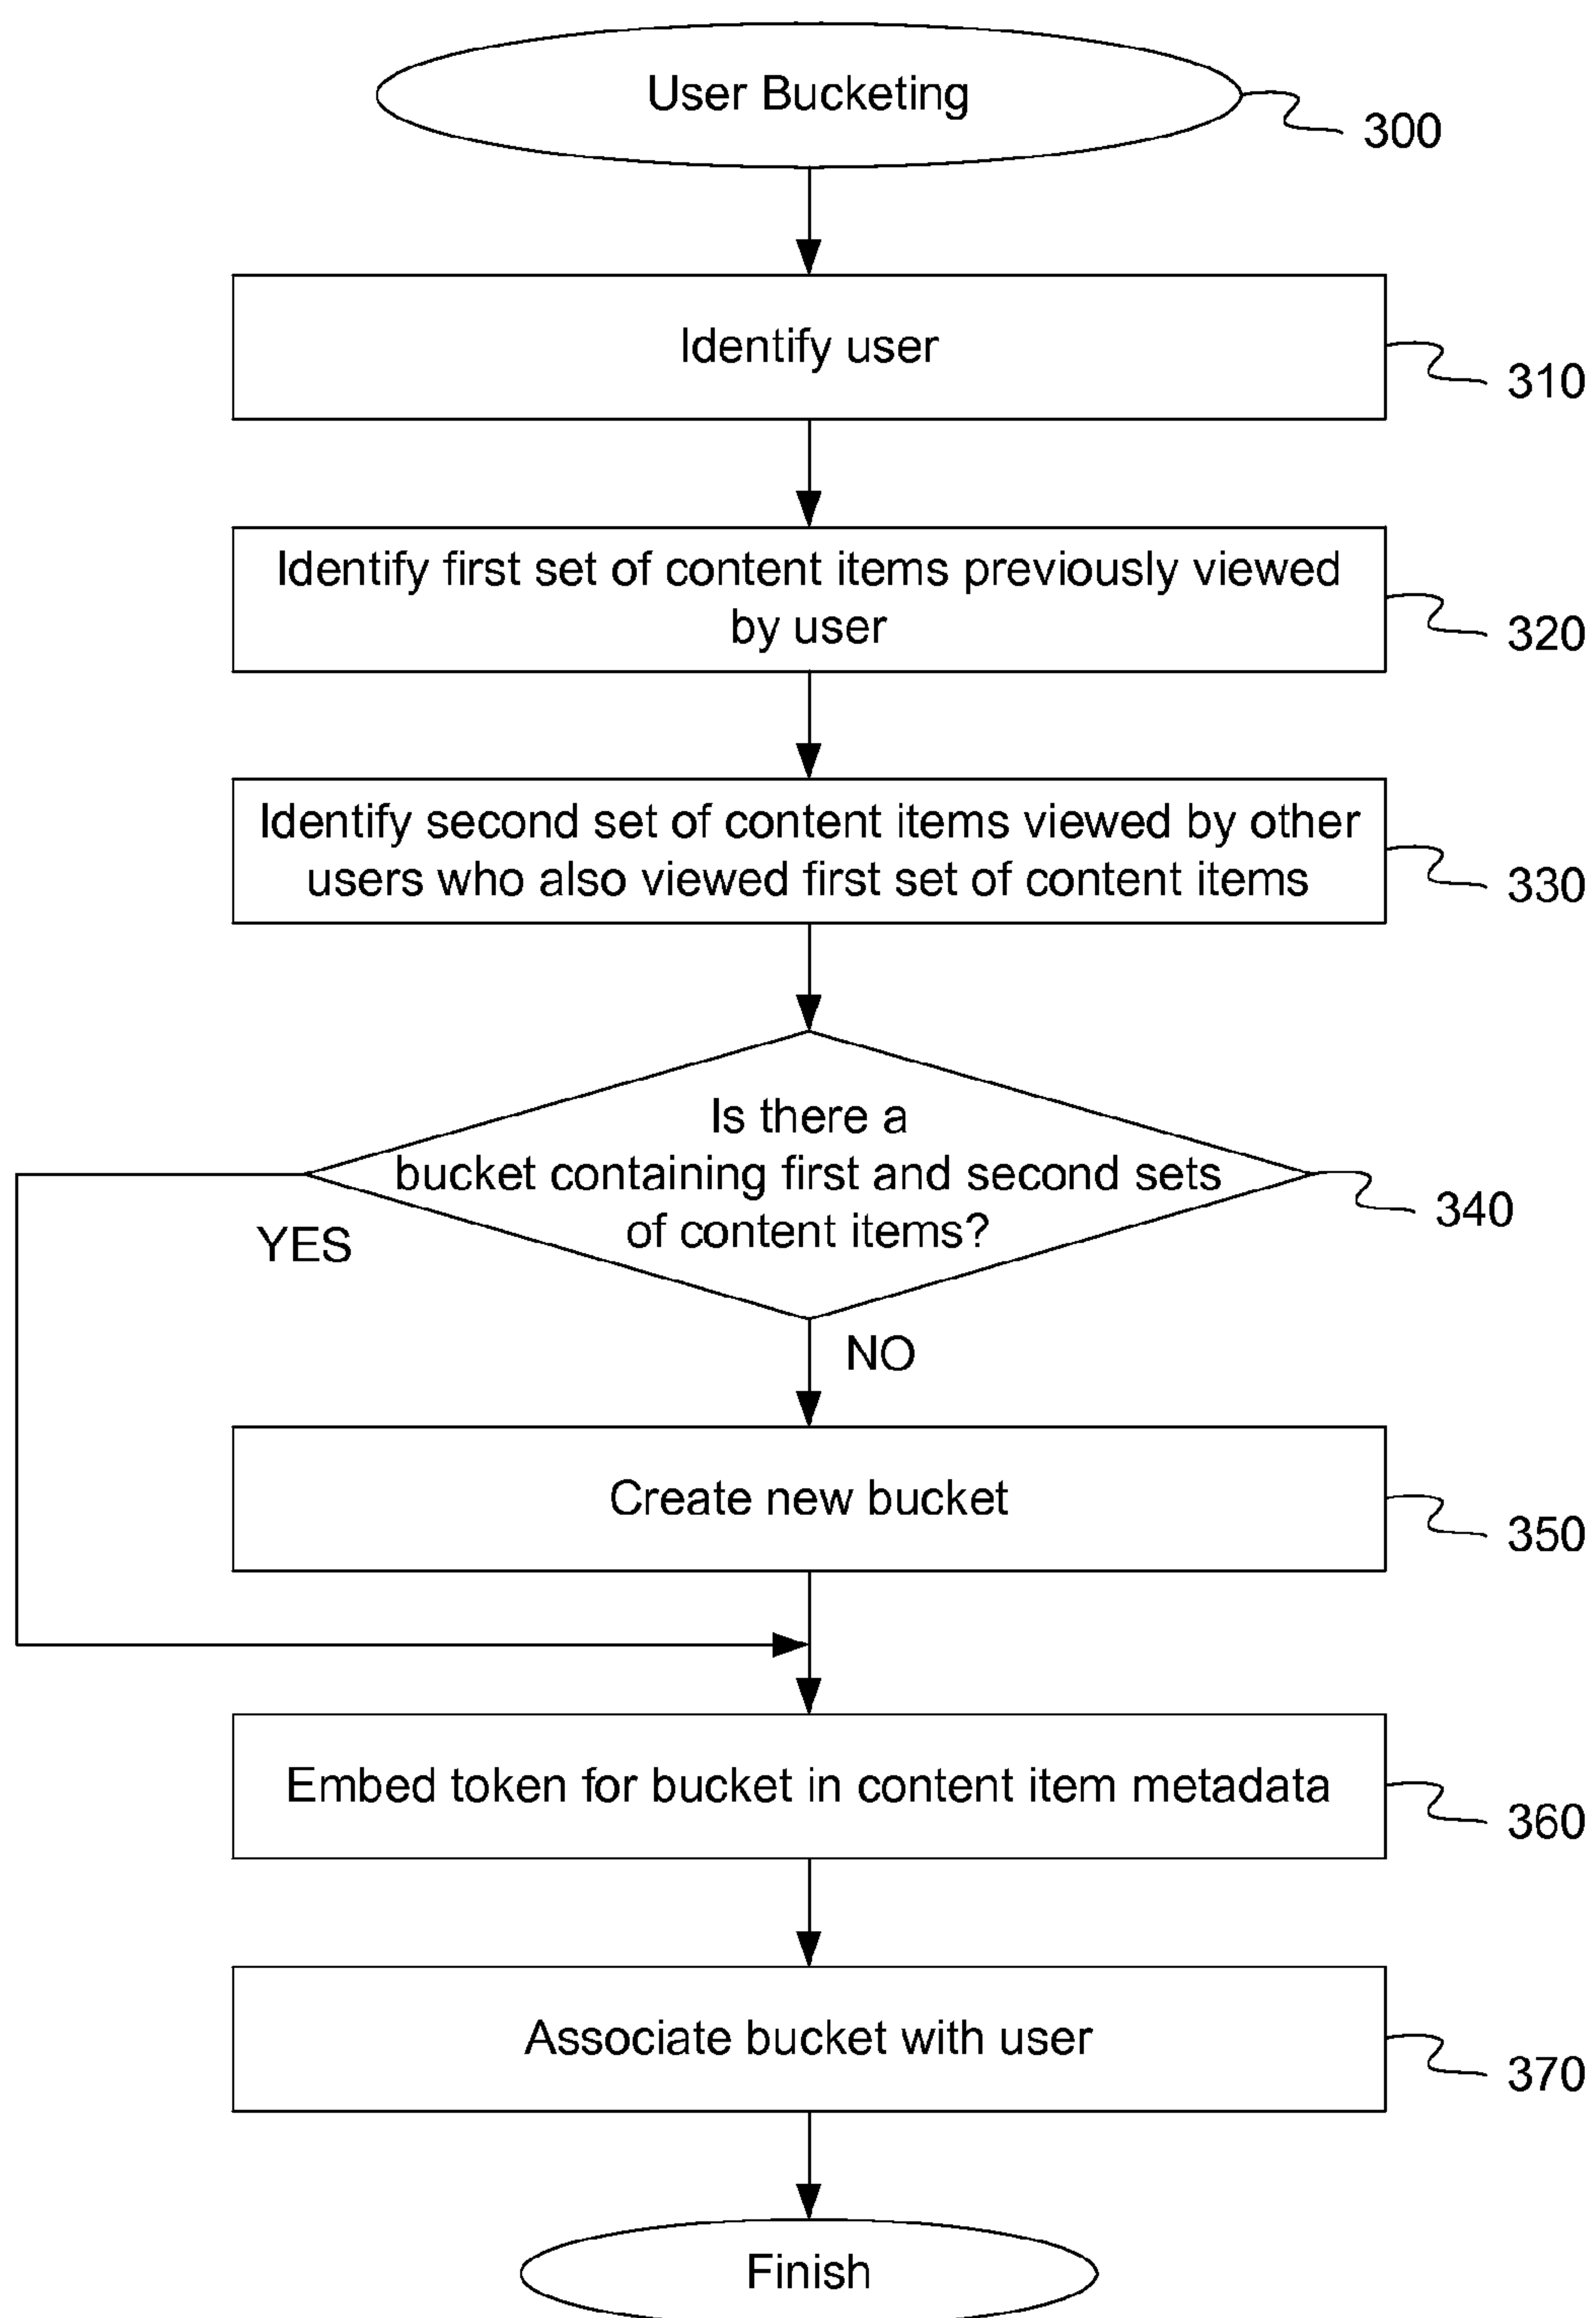 User Bucketing
300
Identify user
310
Identify first set of content items previously viewed
by user
320
Identify second set of content items viewed by other
users who also viewed first set of content items
330
Is there a
bucket containing first and second sets
of content items?
340
YES
NO
Create new bucket
350
Embed token for bucket in content item metadata
360
Associate bucket with user
370
Finish